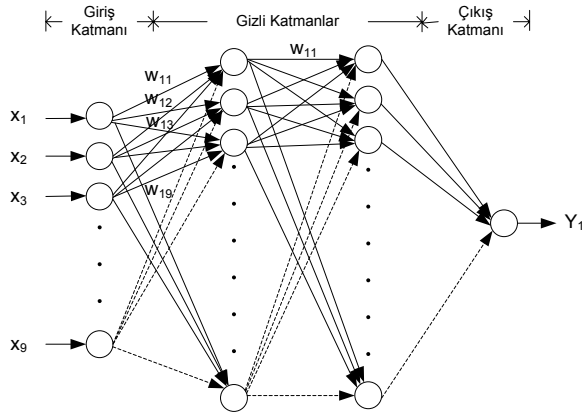 Giriş
Katmanı
Gizli Katmanlar
Çıkış
Katmanı
w11
w11
w12
w13
w19
x1
x2
x3
x9
Y1